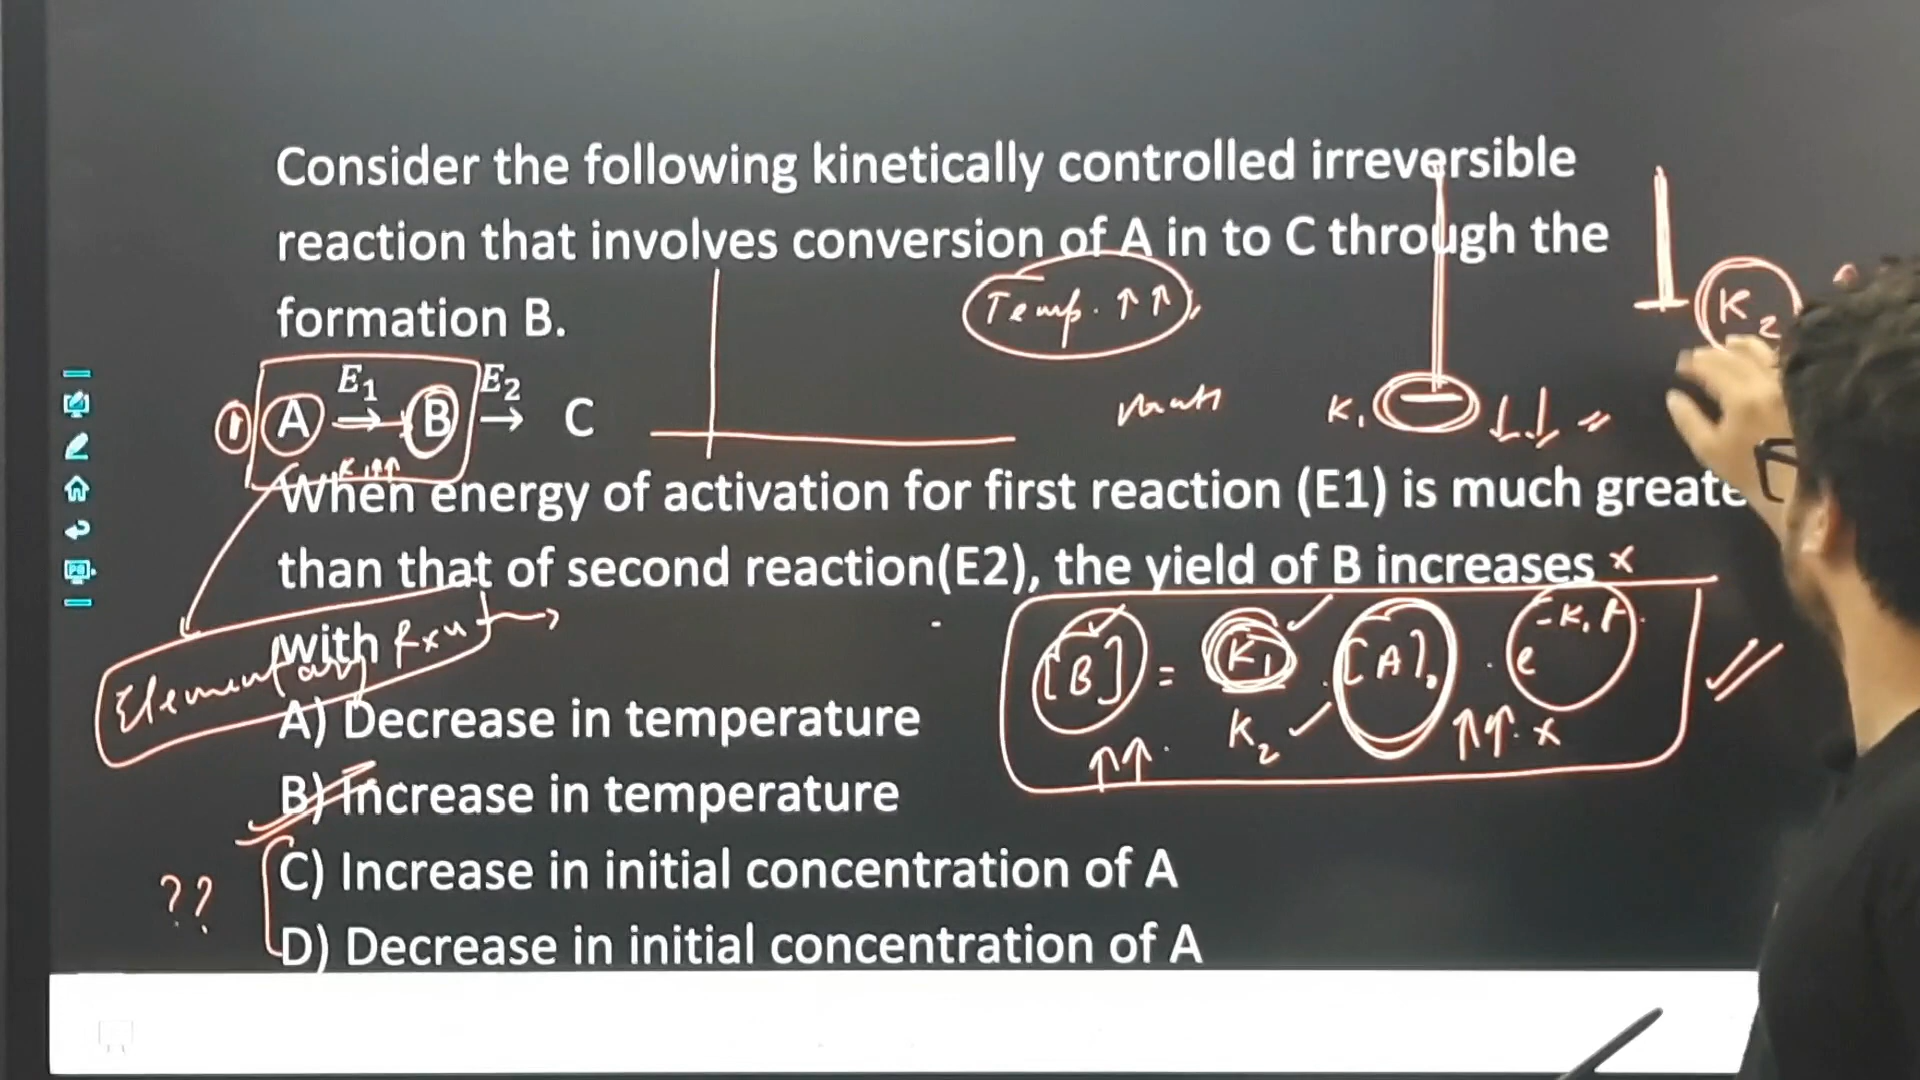 Consider the following kinetically controlled irreversible
reaction that involves conversion of A in to C through the
formation B.
Temp. ↑↑
K₂
① A E₁ → B E₂ → C
K₁↑↑
K₁ ↓↓
When energy of activation for first reaction (E1) is much greate
than that of second reaction(E2), the yield of B increases x
with Rxn
Elementary
[B] = K₁ [A]₀ . e^-K₁t
↑↑. K₂ ↑↑. x
A) Decrease in temperature
B) Increase in temperature
?? C) Increase in initial concentration of A
D) Decrease in initial concentration of A